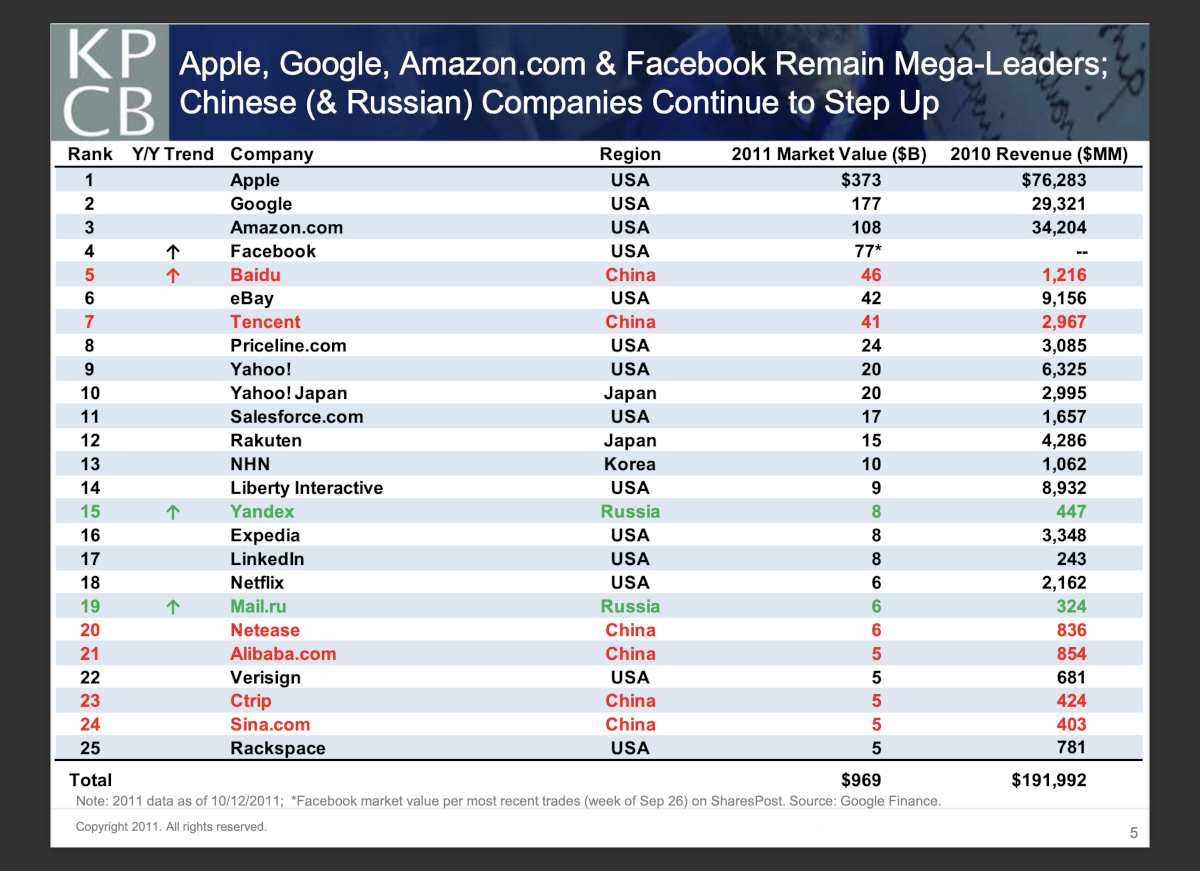 KP
CB
Apple, Google, Amazon.com & Facebook Remain Mega-Leaders;
Chinese (& Russian) Companies Continue to Step Up
Rank Y/Y Trend Company Region 2011 Market Value ($B) 2010 Revenue ($MM)
1 Apple USA $373 $76,283
2 Google USA 177 29,321
3 Amazon.com USA 108 34,204
4 ↑ Facebook USA 77* --
5 ↑ Baidu China 46 1,216
6 eBay USA 42 9,156
7 Tencent China 41 2,967
8 Priceline.com USA 24 3,085
9 Yahoo! USA 20 6,325
10 Yahoo! Japan Japan 20 2,995
11 Salesforce.com USA 17 1,657
12 Rakuten Japan 15 4,286
13 NHN Korea 10 1,062
14 Liberty Interactive USA 9 8,932
15 ↑ Yandex Russia 8 447
16 Expedia USA 8 3,348
17 LinkedIn USA 8 243
18 Netflix USA 6 2,162
19 ↑ Mail.ru Russia 6 324
20 Netease China 6 836
21 Alibaba.com China 5 854
22 Verisign USA 5 681
23 Ctrip China 5 424
24 Sina.com China 5 403
25 Rackspace USA 5 781
Total $969 $191,992
Note: 2011 data as of 10/12/2011; *Facebook market value per most recent trades (week of Sep 26) on SharesPost. Source: Google Finance.
Copyright 2011. All rights reserved.
5